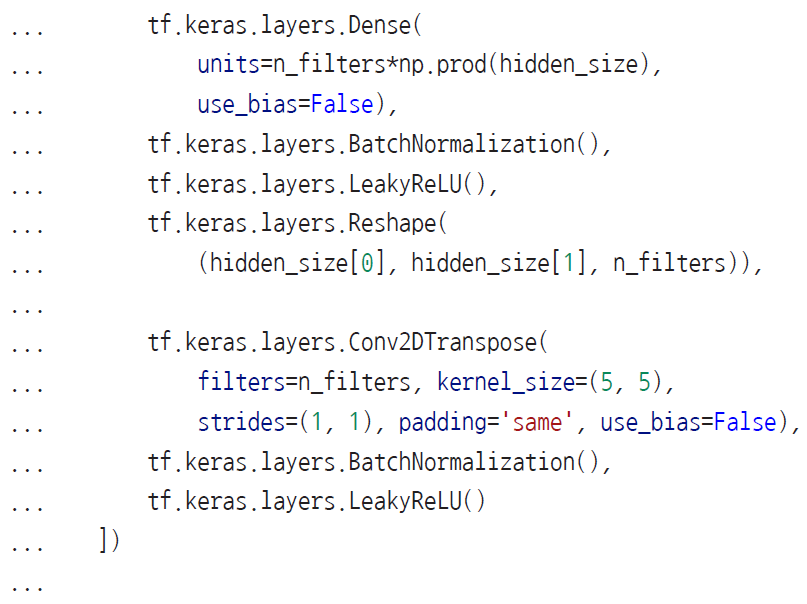 ...         tf.keras.layers.Dense(
...             units=n_filters*np.prod(hidden_size),
...             use_bias=False),
...         tf.keras.layers.BatchNormalization(),
...         tf.keras.layers.LeakyReLU(),
...         tf.keras.layers.Reshape(
...             (hidden_size[0], hidden_size[1], n_filters)),
...
...         tf.keras.layers.Conv2DTranspose(
...             filters=n_filters, kernel_size=(5, 5),
...             strides=(1, 1), padding='same', use_bias=False),
...         tf.keras.layers.BatchNormalization(),
...         tf.keras.layers.LeakyReLU()
...     ])
...